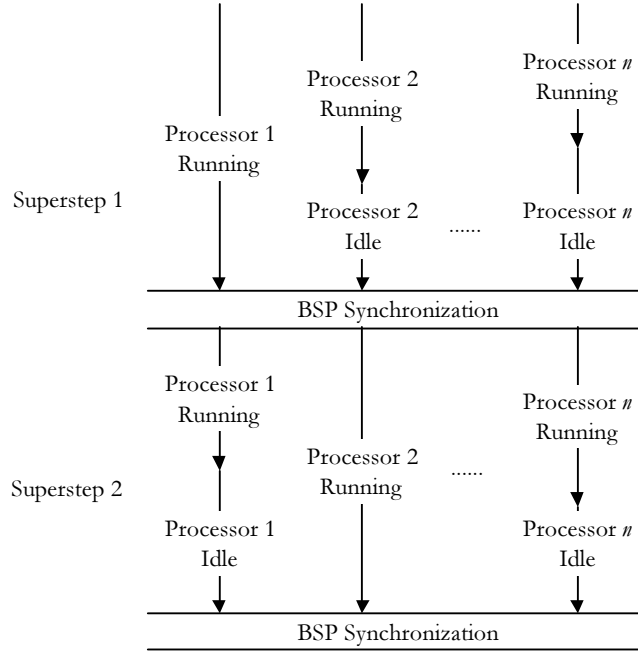 Processor 1
Running
Processor 2
Running
Processor n
Running
Superstep 1
Processor 2
Idle
......
Processor n
Idle
BSP Synchronization
Processor 1
Running
Processor 2
Running
Processor n
Running
......
Superstep 2
Processor 1
Idle
Processor n
Idle
BSP Synchronization